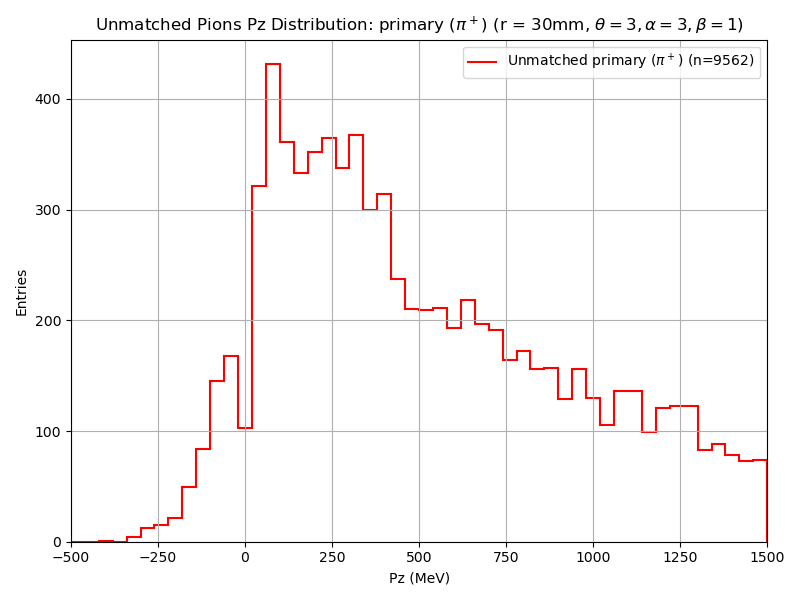 Unmatched Pions Pz Distribution: primary (π⁺) (r = 30mm, θ = 3, α = 3, β = 1)
Unmatched primary (π⁺) (n=9562)
400
300
200
100
0
Entries
−500 −250 0 250 500 750 1000 1250 1500
Pz (MeV)